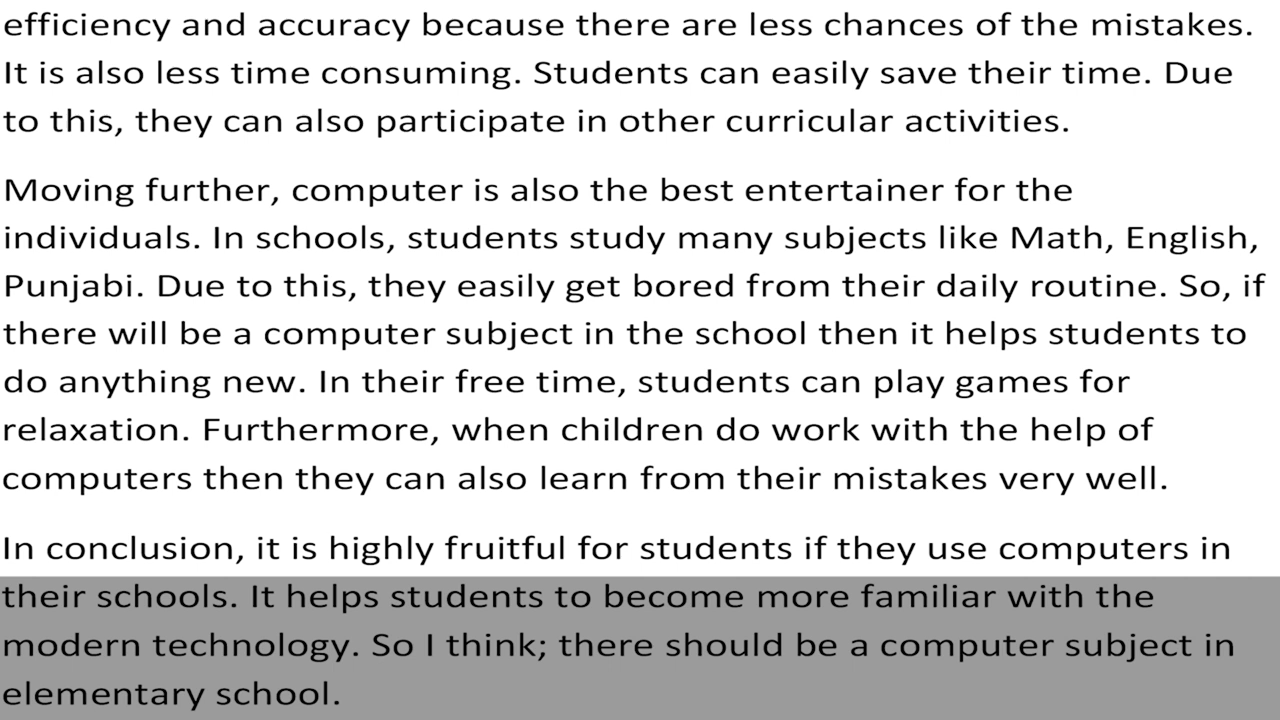 efficiency and accuracy because there are less chances of the mistakes.
It is also less time consuming. Students can easily save their time. Due
to this, they can also participate in other curricular activities.
Moving further, computer is also the best entertainer for the
individuals. In schools, students study many subjects like Math, English,
Punjabi. Due to this, they easily get bored from their daily routine. So, if
there will be a computer subject in the school then it helps students to
do anything new. In their free time, students can play games for
relaxation. Furthermore, when children do work with the help of
computers then they can also learn from their mistakes very well.
In conclusion, it is highly fruitful for students if they use computers in
their schools. It helps students to become more familiar with the
modern technology. So I think; there should be a computer subject in
elementary school.